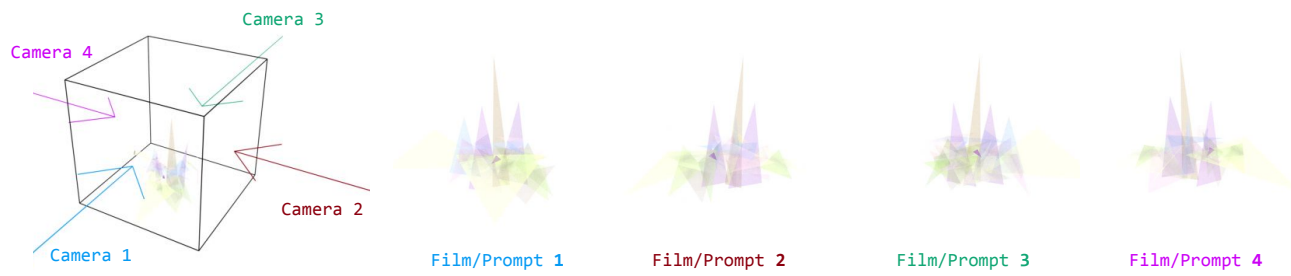 Camera 3
Camera 4
Camera 2
Camera 1
Film/Prompt 1
Film/Prompt 2
Film/Prompt 3
Film/Prompt 4